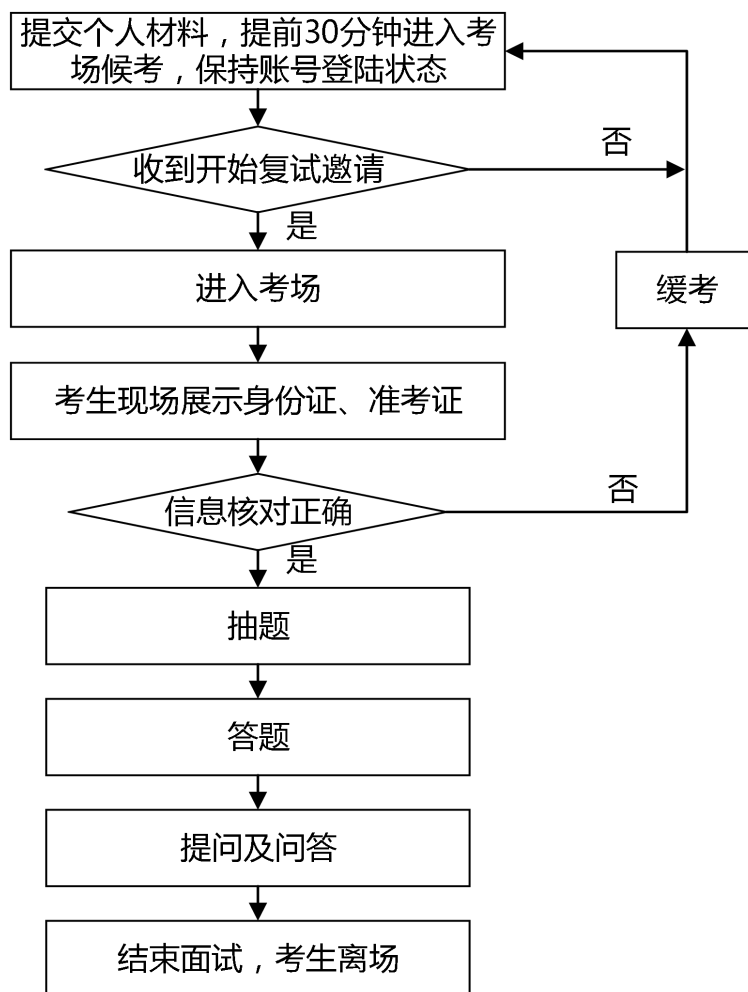 提交个人材料，提前30分钟进入考
场候考，保持账号登陆状态
否
收到开始复试邀请
是
进入考场
缓考
考生现场展示身份证、准考证
否
信息核对正确
是
抽题
答题
提问及问答
结束面试，考生离场